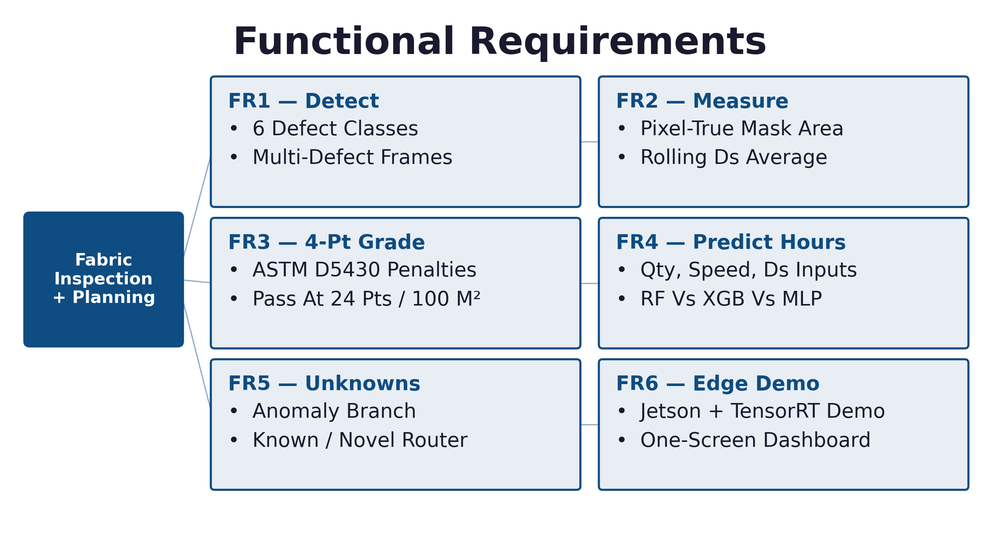 Functional Requirements
FR1 — Detect
• 6 Defect Classes
• Multi-Defect Frames
FR2 — Measure
• Pixel-True Mask Area
• Rolling Ds Average
Fabric
Inspection
+ Planning
FR3 — 4-Pt Grade
• ASTM D5430 Penalties
• Pass At 24 Pts / 100 M²
FR4 — Predict Hours
• Qty, Speed, Ds Inputs
• RF Vs XGB Vs MLP
FR5 — Unknowns
• Anomaly Branch
• Known / Novel Router
FR6 — Edge Demo
• Jetson + TensorRT Demo
• One-Screen Dashboard